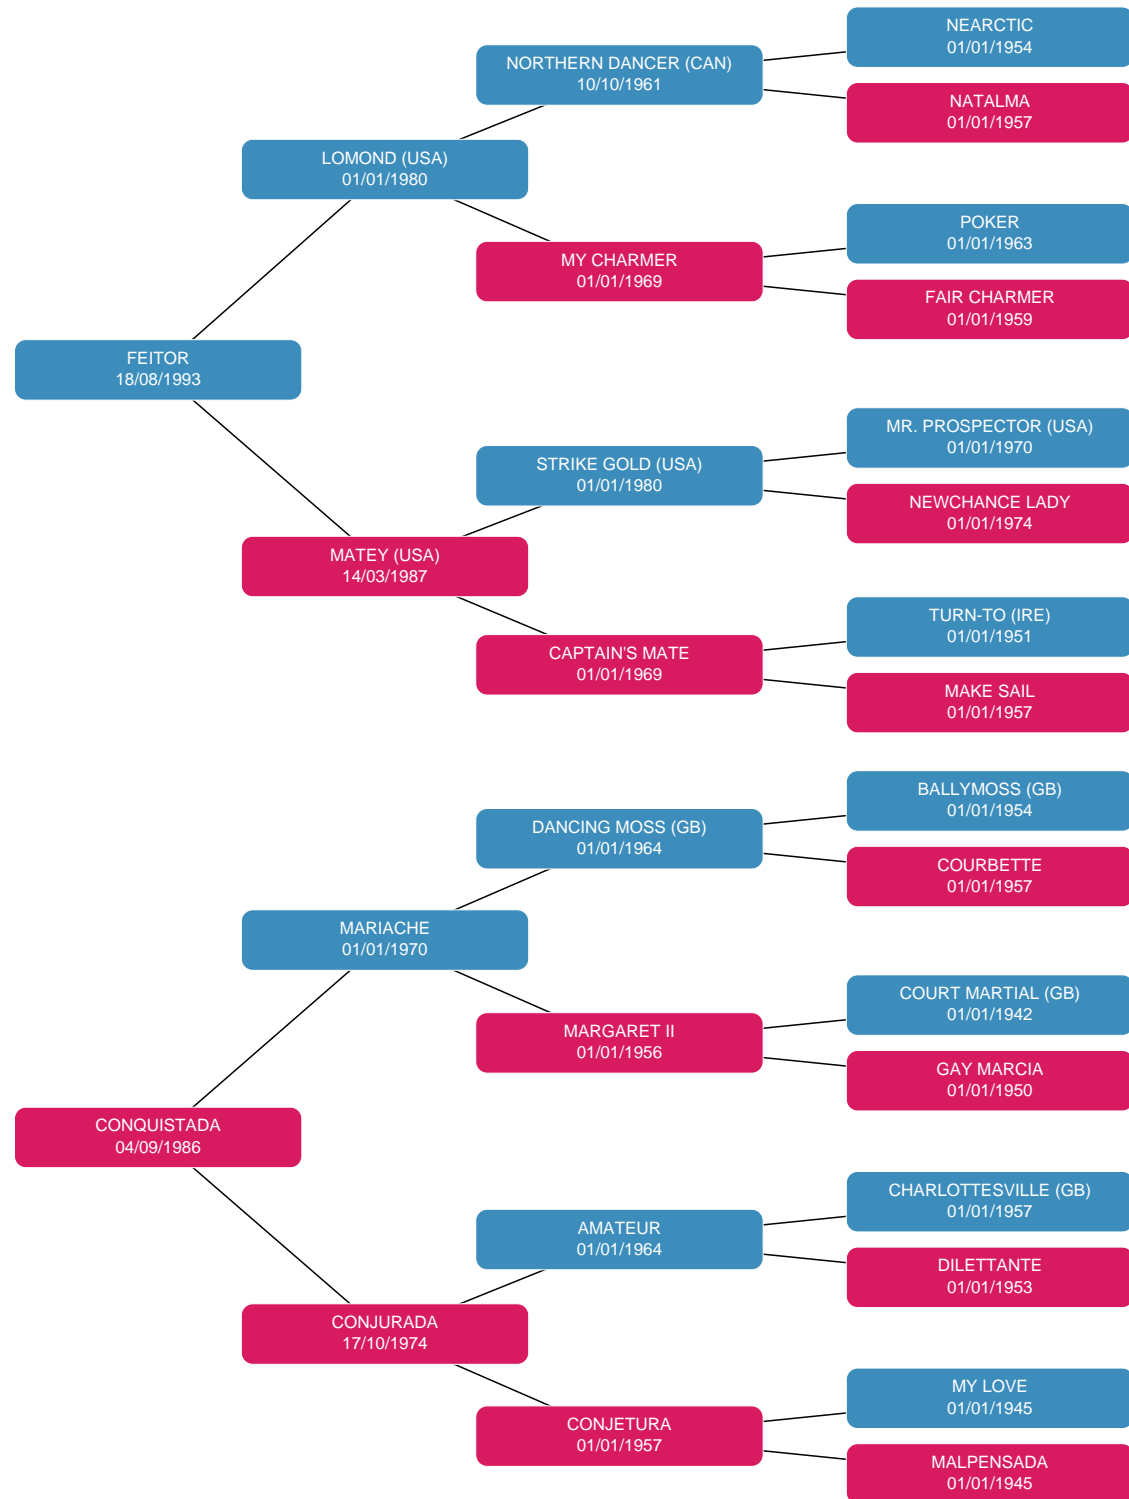 NEARCTIC
01/01/1954
NORTHERN DANCER (CAN)
10/10/1961
NATALMA
01/01/1957
LOMOND (USA)
01/01/1980
POKER
01/01/1963
MY CHARMER
01/01/1969
FAIR CHARMER
01/01/1959
FEITOR
18/08/1993
MR. PROSPECTOR (USA)
01/01/1970
STRIKE GOLD (USA)
01/01/1980
NEWCHANCE LADY
01/01/1974
MATEY (USA)
14/03/1987
TURN-TO (IRE)
01/01/1951
CAPTAIN'S MATE
01/01/1969
MAKE SAIL
01/01/1957
BALLYMOSS (GB)
01/01/1954
DANCING MOSS (GB)
01/01/1964
COURBETTE
01/01/1957
MARIACHE
01/01/1970
COURT MARTIAL (GB)
01/01/1942
MARGARET II
01/01/1956
GAY MARCIA
01/01/1950
CONQUISTADA
04/09/1986
CHARLOTTESVILLE (GB)
01/01/1957
AMATEUR
01/01/1964
DILETTANTE
01/01/1953
CONJURADA
17/10/1974
MY LOVE
01/01/1945
CONJETURA
01/01/1957
MALPENSADA
01/01/1945